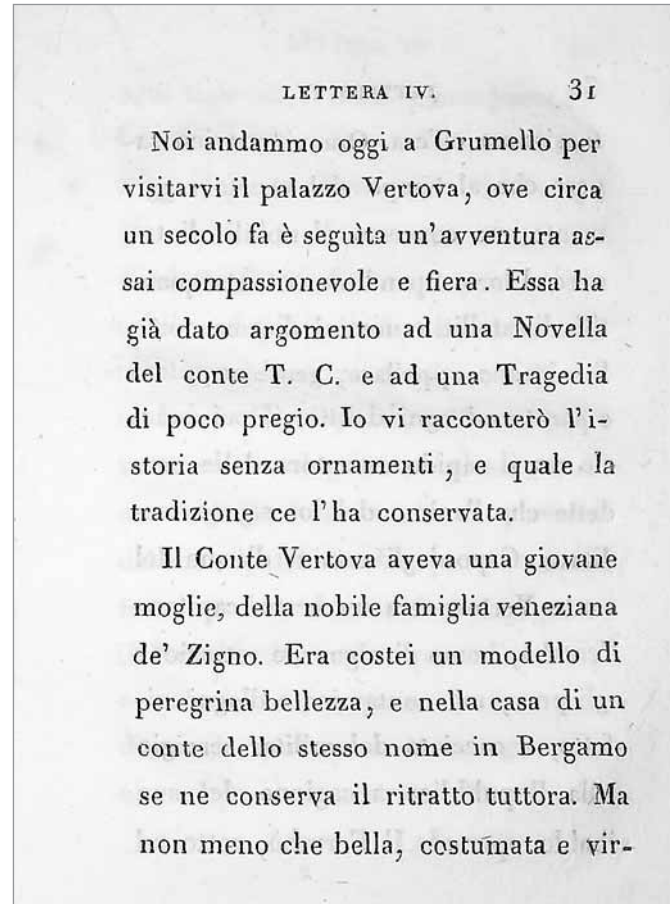 LETTERA IV. 31
Noi andammo oggi a Grumello per
visitarvi il palazzo Vertova, ove circa
un secolo fa è seguìta un'avventura as-
sai compassionevole e fiera. Essa ha
già dato argomento ad una Novella
del conte T. C. e ad una Tragedia
di poco pregio. Io vi racconterò l'i-
storia senza ornamenti, e quale la
tradizione ce l'ha conservata.
Il Conte Vertova aveva una giovane
moglie, della nobile famiglia veneziana
de' Zigno. Era costei un modello di
peregrina bellezza, e nella casa di un
conte dello stesso nome in Bergamo
se ne conserva il ritratto tuttora. Ma
non meno che bella, costumata e vir-